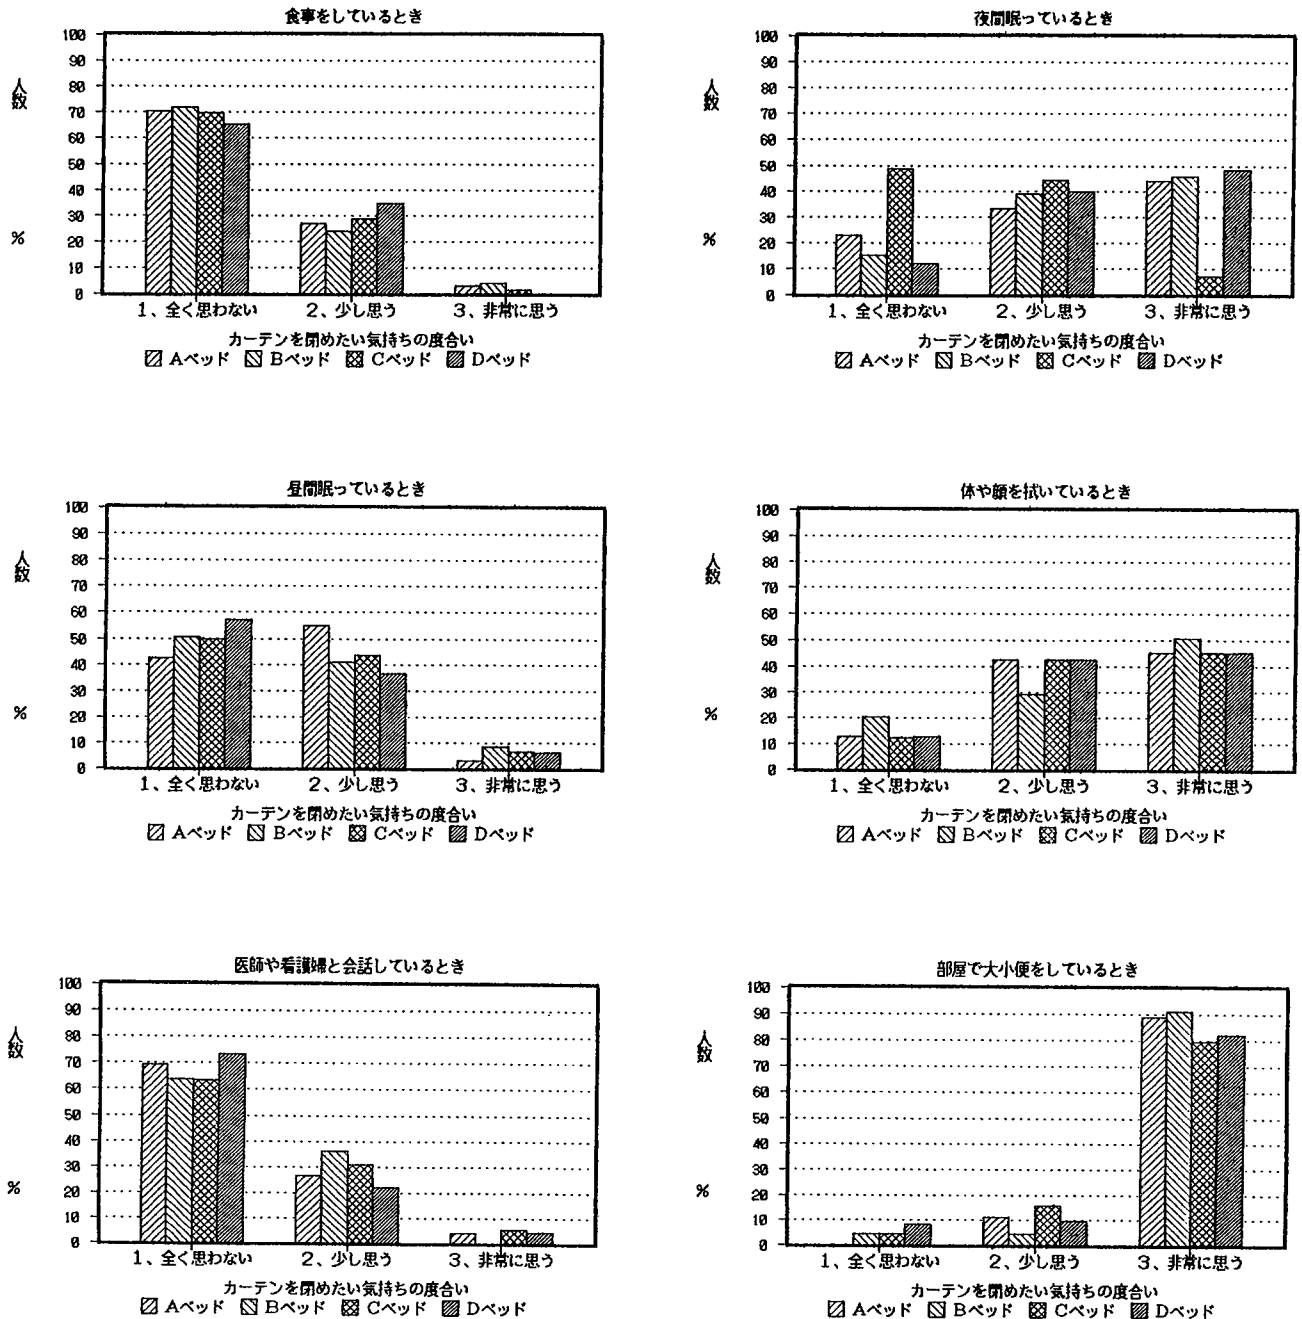 食事をしているとき
100
90
80
70
60
50
40
30
20
10
0
人数
%
1、全く思わない 2、少し思う 3、非常に思う
カーテンを閉めたい気持ちの度合い
Aベッド Bベッド Cベッド Dベッド
夜間眠っているとき
100
90
80
70
60
50
40
30
20
10
0
人数
%
1、全く思わない 2、少し思う 3、非常に思う
カーテンを閉めたい気持ちの度合い
Aベッド Bベッド Cベッド Dベッド
昼間眠っているとき
100
90
80
70
60
50
40
30
20
10
0
人数
%
1、全く思わない 2、少し思う 3、非常に思う
カーテンを閉めたい気持ちの度合い
Aベッド Bベッド Cベッド Dベッド
体や顔を拭いているとき
100
90
80
70
60
50
40
30
20
10
0
人数
%
1、全く思わない 2、少し思う 3、非常に思う
カーテンを閉めたい気持ちの度合い
Aベッド Bベッド Cベッド Dベッド
医師や看護婦と会話しているとき
100
90
80
70
60
50
40
30
20
10
0
人数
%
1、全く思わない 2、少し思う 3、非常に思う
カーテンを閉めたい気持ちの度合い
Aベッド Bベッド Cベッド Dベッド
部屋で大小便をしているとき
100
90
80
70
60
50
40
30
20
10
0
人数
%
1、全く思わない 2、少し思う 3、非常に思う
カーテンを閉めたい気持ちの度合い
Aベッド Bベッド Cベッド Dベッド